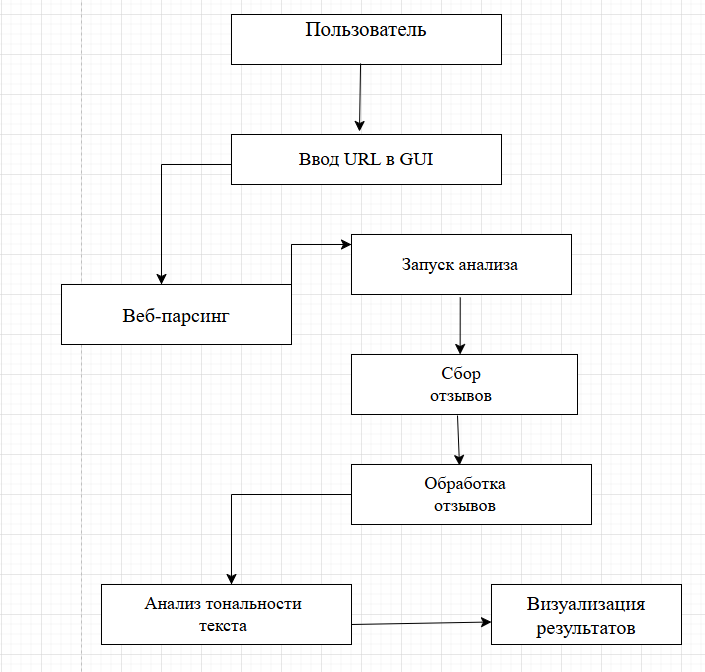 Пользователь
Ввод URL в GUI
Запуск анализа
Веб-парсинг
Сбор
отзывов
Обработка
отзывов
Анализ тональности
текста
Визуализация
результатов